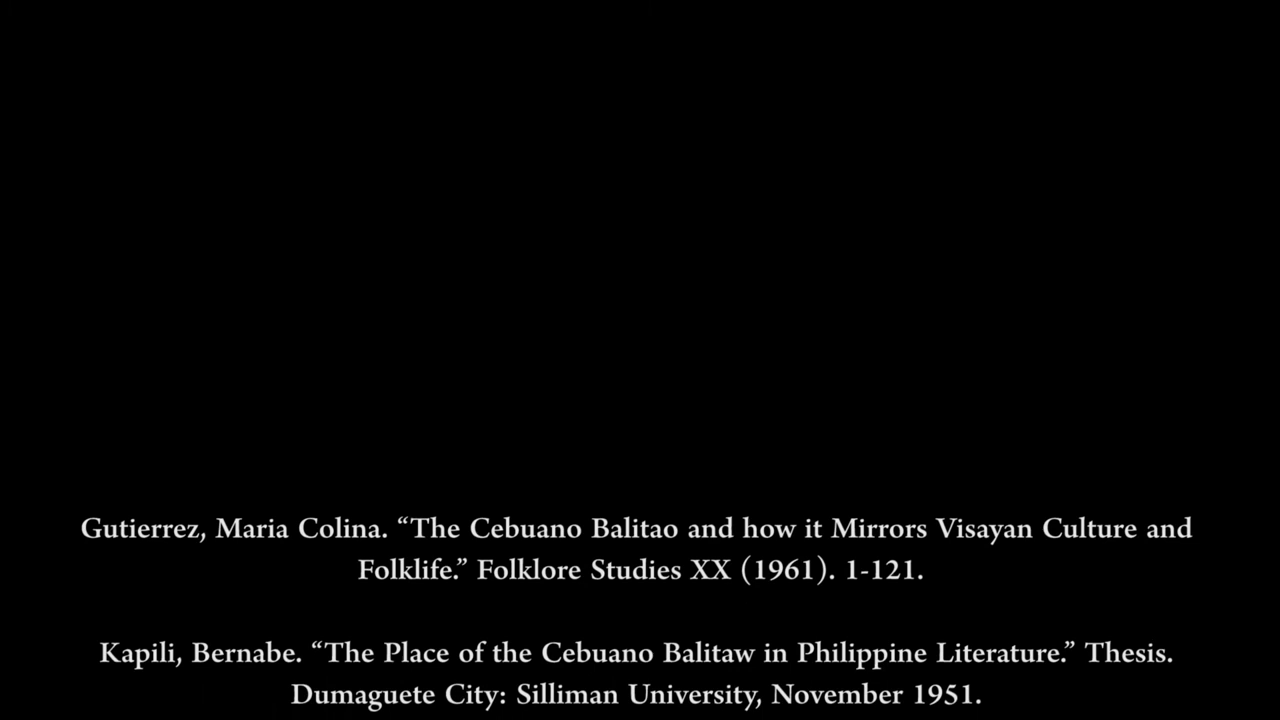 Gutierrez, Maria Colina. “The Cebuano Balitao and how it Mirrors Visayan Culture and
Folklife.” Folklore Studies XX (1961). 1-121.
Kapili, Bernabe. “The Place of the Cebuano Balitaw in Philippine Literature.” Thesis.
Dumaguete City: Silliman University, November 1951.